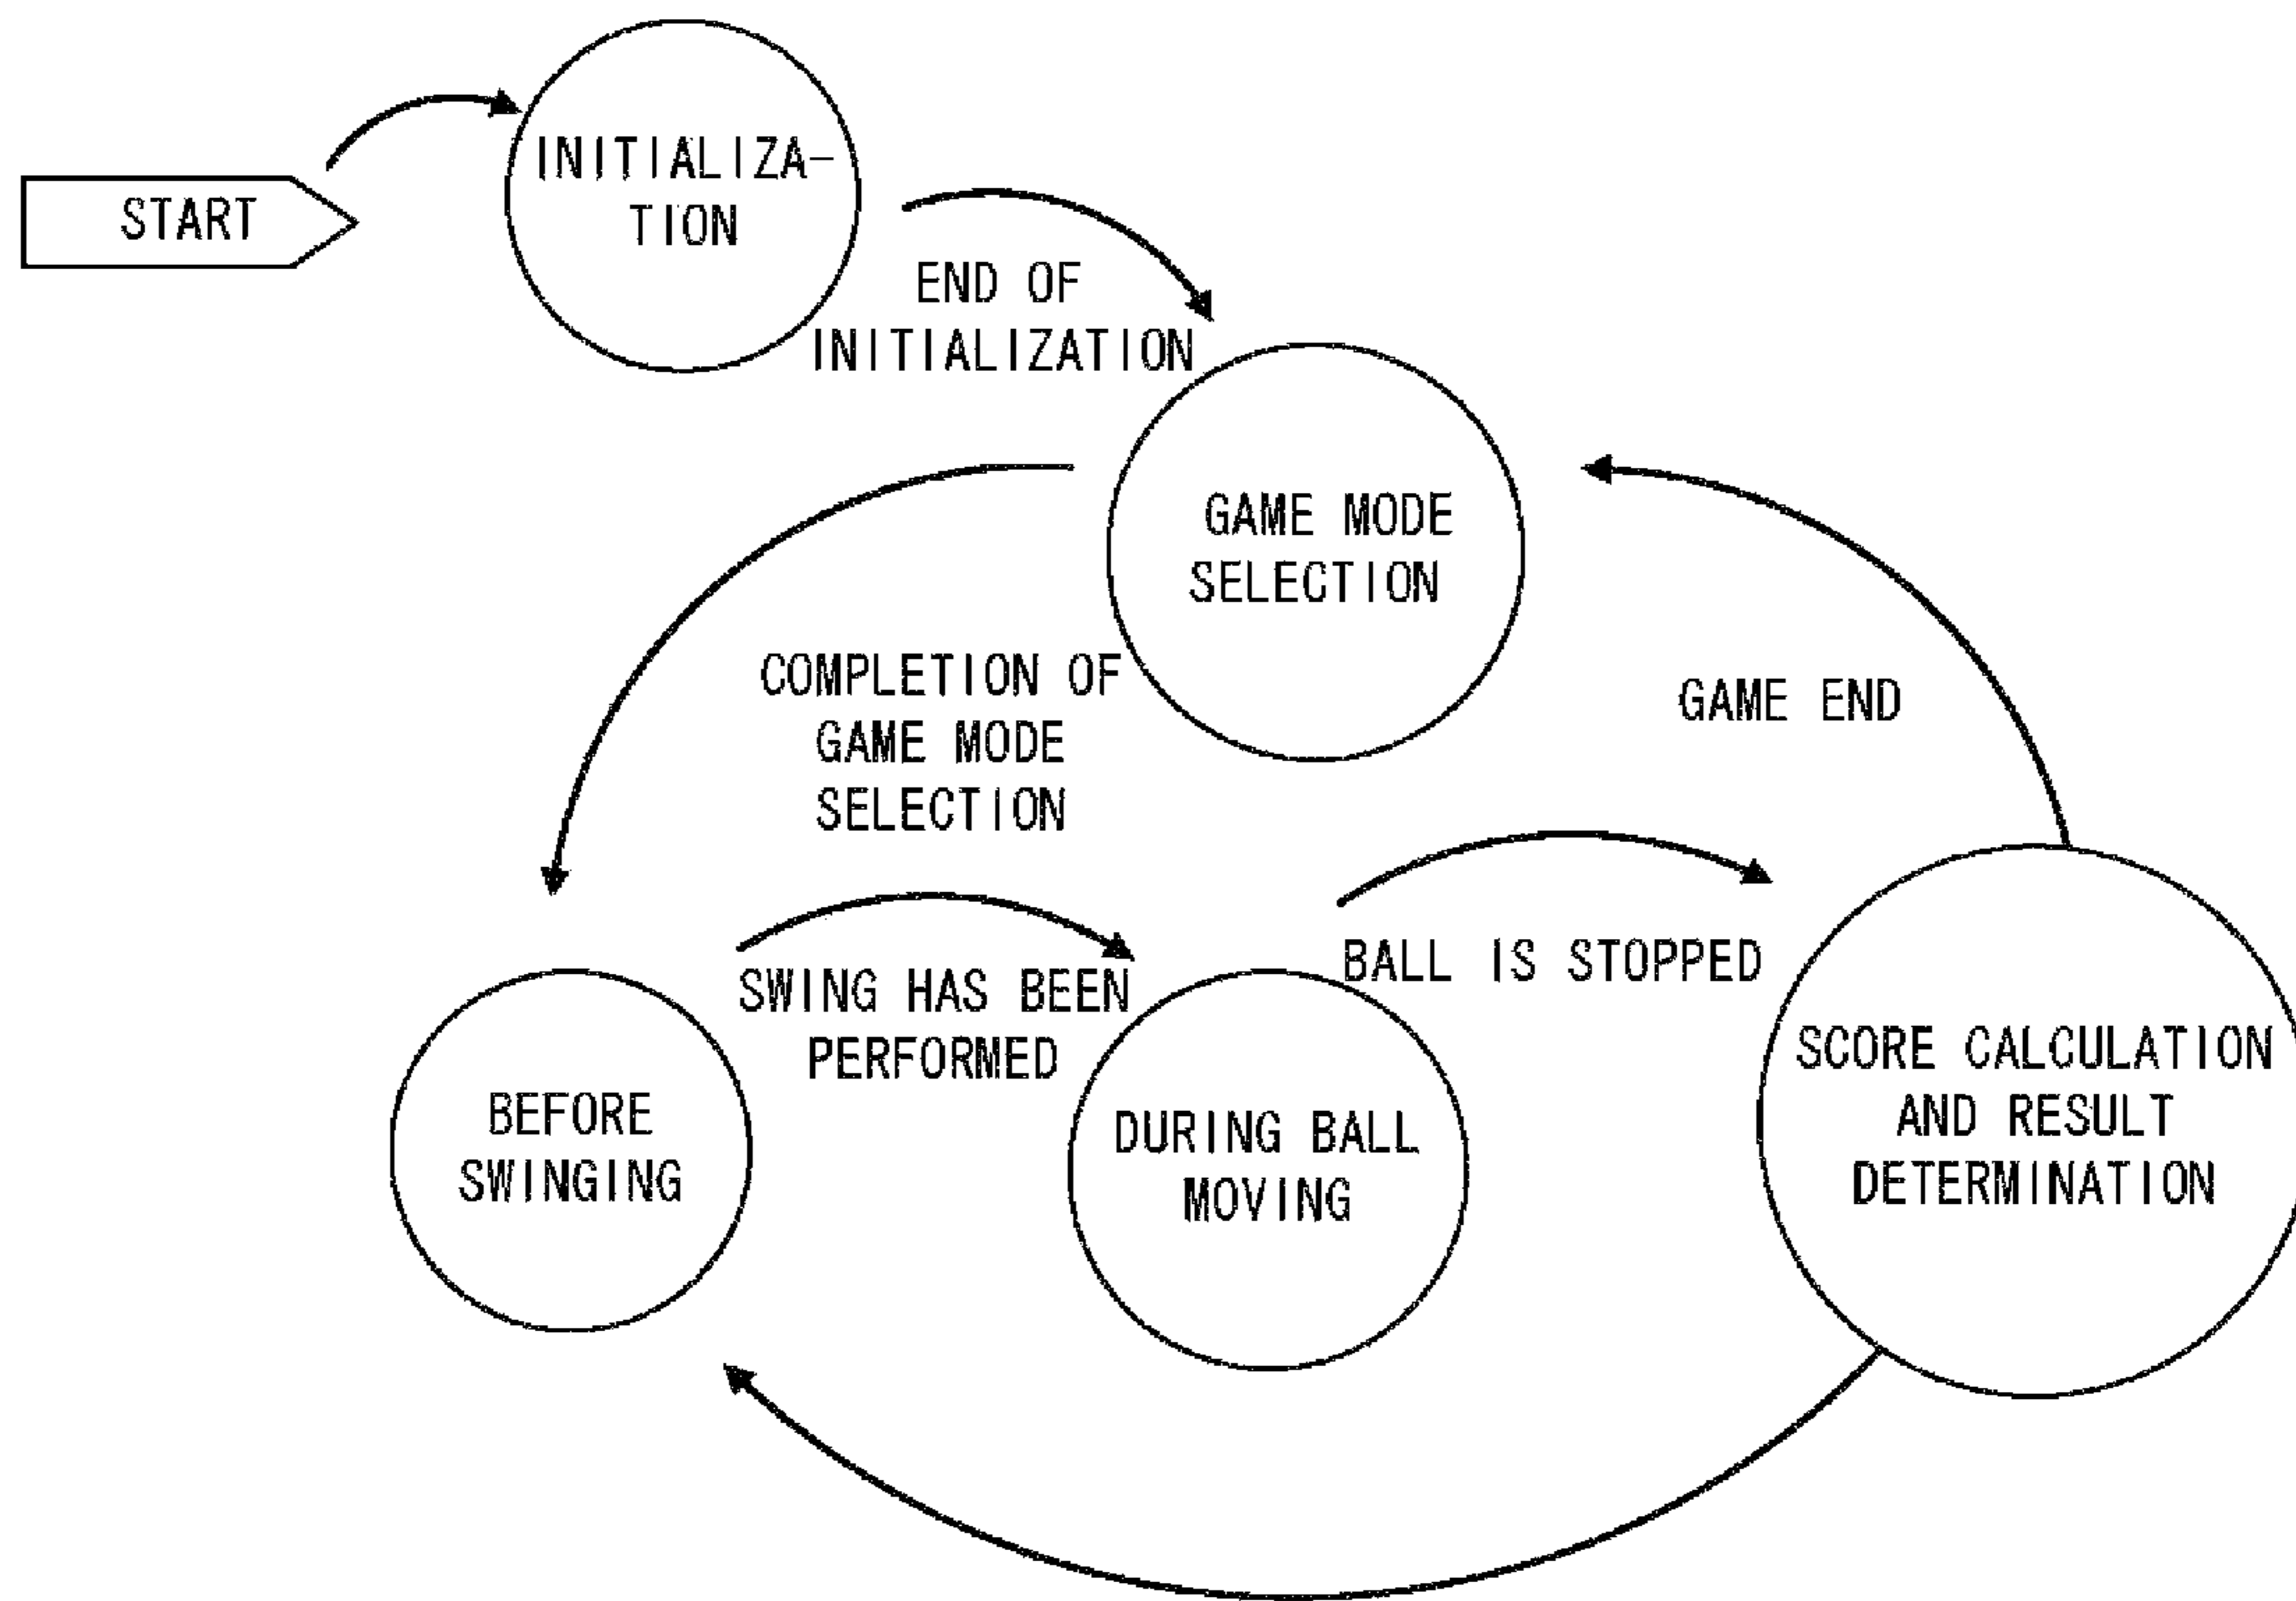 START
INITIALIZA-
TION
END OF
INITIALIZATION
GAME MODE
SELECTION
COMPLETION OF
GAME MODE
SELECTION
GAME END
SWING HAS BEEN
PERFORMED
BALL IS STOPPED
BEFORE
SWINGING
DURING BALL
MOVING
SCORE CALCULATION
AND RESULT
DETERMINATION